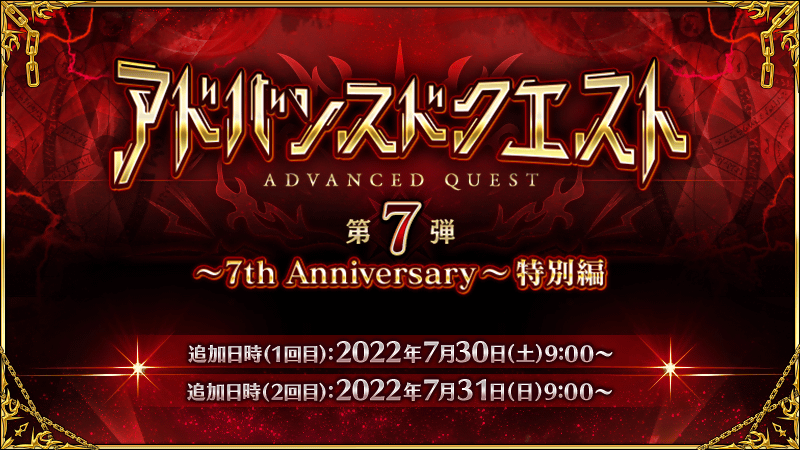 アドバンスドクエスト
ADVANCED QUEST
第7弾
～7th Anniversary～特別編
追加日時(1回目):2022年7月30日(土)9:00～
追加日時(2回目):2022年7月31日(日)9:00～